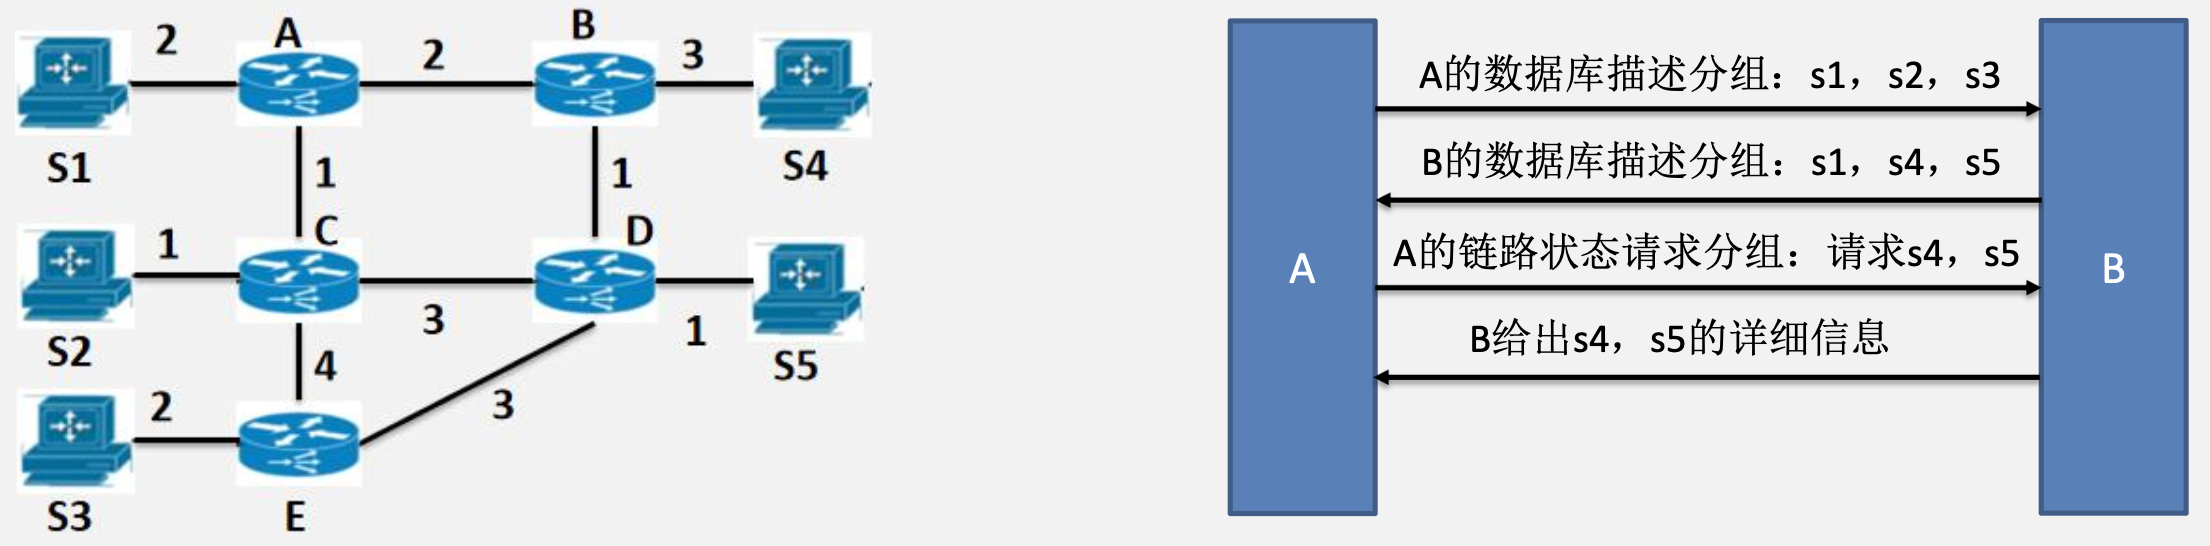 A
B
2
2
3
S1
S4
1
1
C
D
1
S2
3
1
S5
4
2
3
S3
E
A
A的数据库描述分组：s1，s2，s3
B的数据库描述分组：s1，s4，s5
A的链路状态请求分组：请求s4，s5
B给出s4，s5的详细信息
B